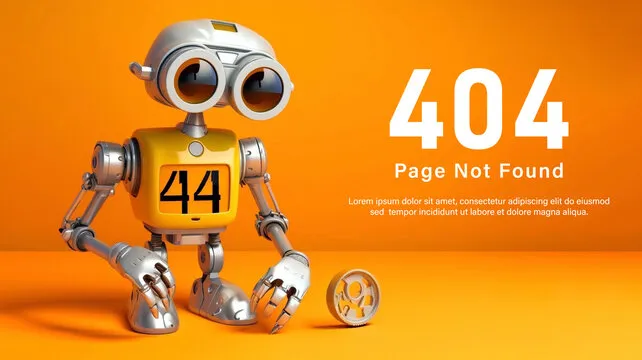 44
404
Page Not Found
Lorem ipsum dolor sit amet, consectetur adipiscing elit do eiusmod
sed tempor incididunt ut labore et dolore magna aliqua.